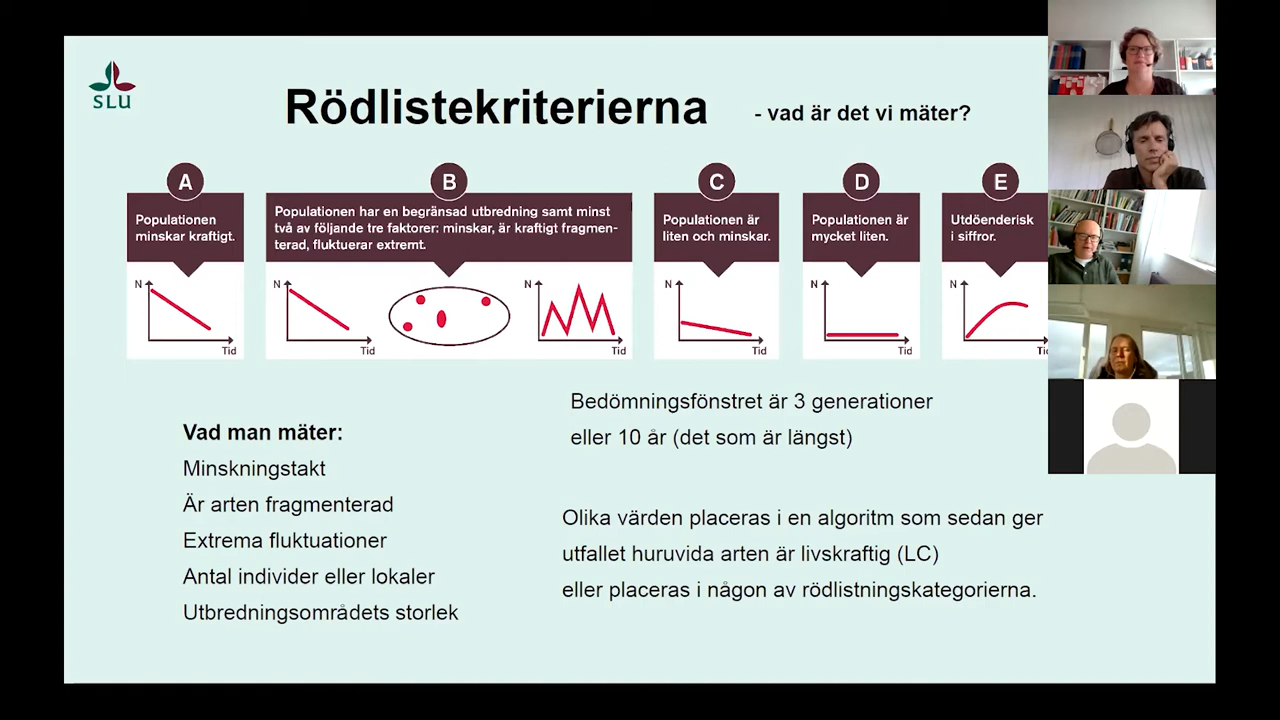 SLU
Rödlistekriterierna
- vad är det vi mäter?
A
Populationen
minskar kraftigt.
N
Tid
B
Populationen har en begränsad utbredning samt minst
två av följande tre faktorer: minskar, är kraftigt fragmen-
terad, fluktuerar extremt.
N
Tid
N
Tid
C
Populationen är
liten och minskar.
N
Tid
D
Populationen är
mycket liten.
N
Tid
E
Utdöenderisk
i siffror.
N
Vad man mäter:
Minskningstakt
Är arten fragmenterad
Extrema fluktuationer
Antal individer eller lokaler
Utbredningsområdets storlek
Bedömningsfönstret är 3 generationer
eller 10 år (det som är längst)
Olika värden placeras i en algoritm som sedan ger
utfallet huruvida arten är livskraftig (LC)
eller placeras i någon av rödlistningskategorierna.